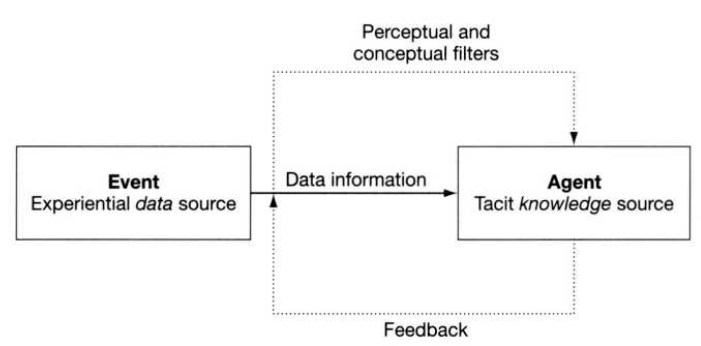 Perceptual and
conceptual filters
Event
Experiential data source
Data information
Agent
Tacit knowledge source
Feedback